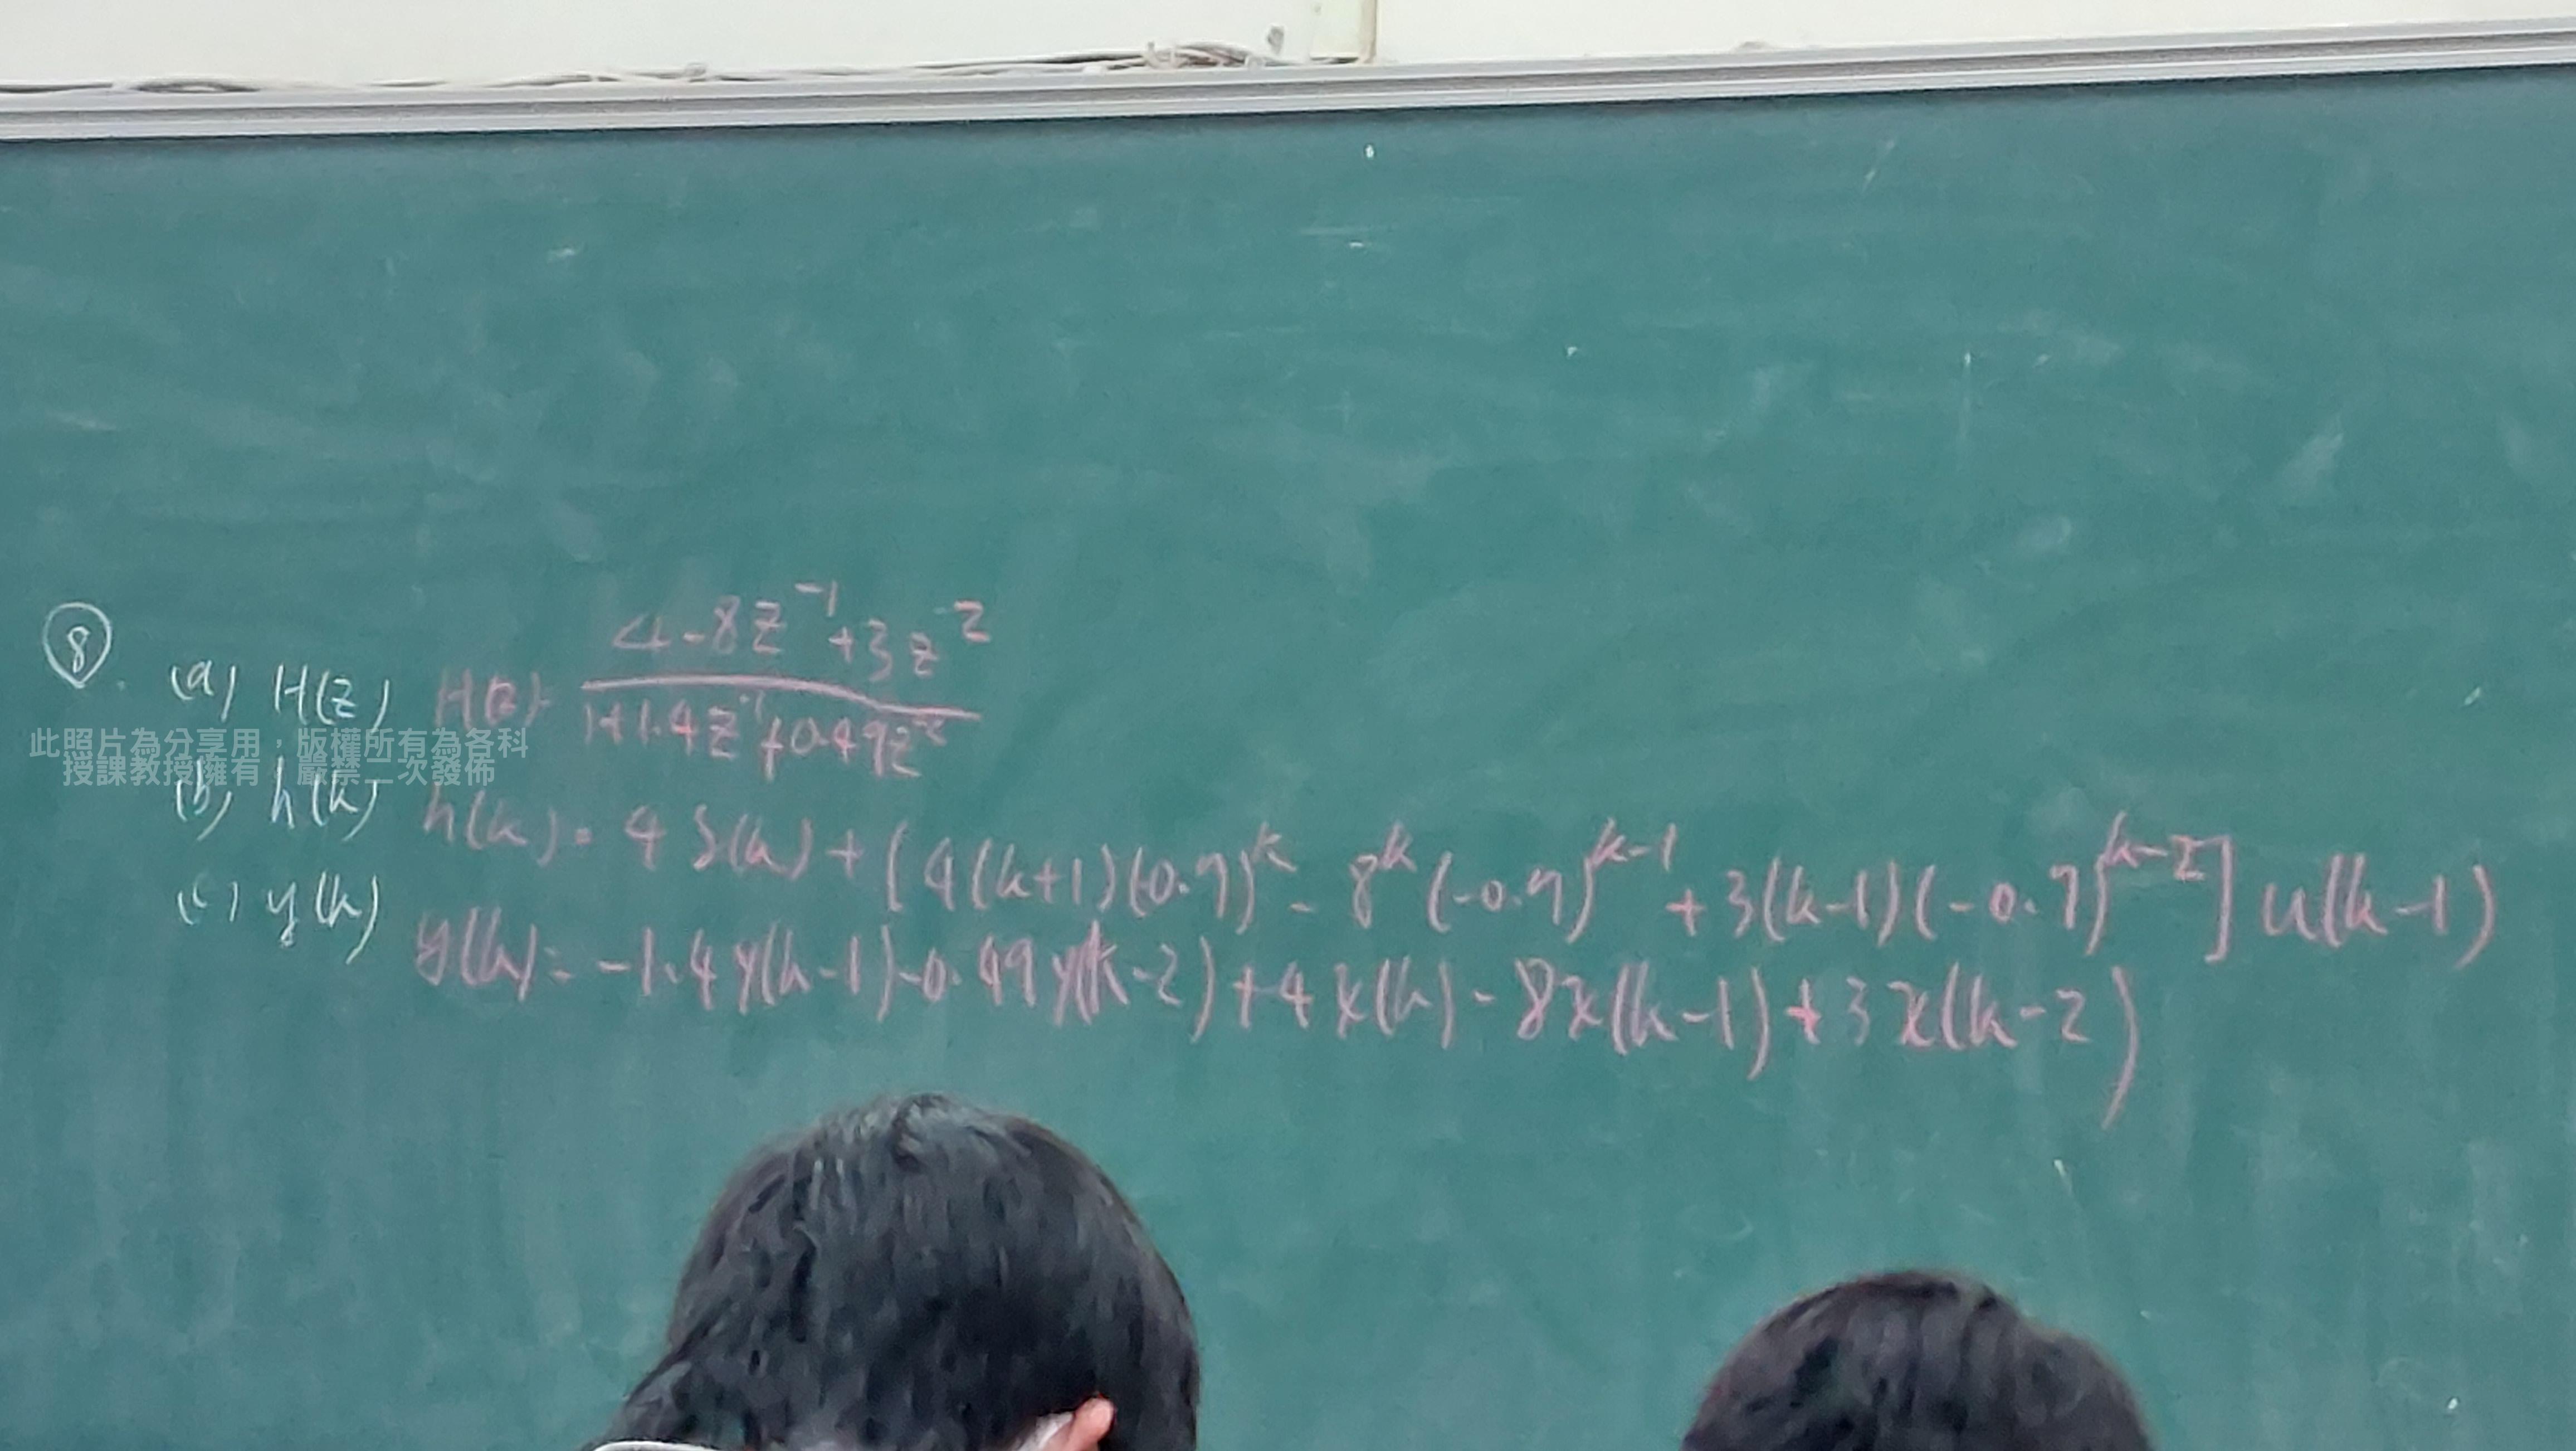 ⑧.
(a) H(z) H(z)= (4-8z⁻¹+3z⁻²)/(1+1.4z⁻¹+0.49z⁻²)
此照片為分享用，版權所有為各科
授課教授擁有，嚴禁二次發佈
(b) h(k) h(k)= 4 δ(k) + [4(k+1)(-0.7)ᵏ - 8ᵏ(-0.7)ᵏ⁻¹ + 3(k-1)(-0.7)ᵏ⁻²] u(k-1)
(c) y(k) y(k)= -1.4y(k-1)-0.49y(k-2)+4x(k)-8x(k-1)+3x(k-2)